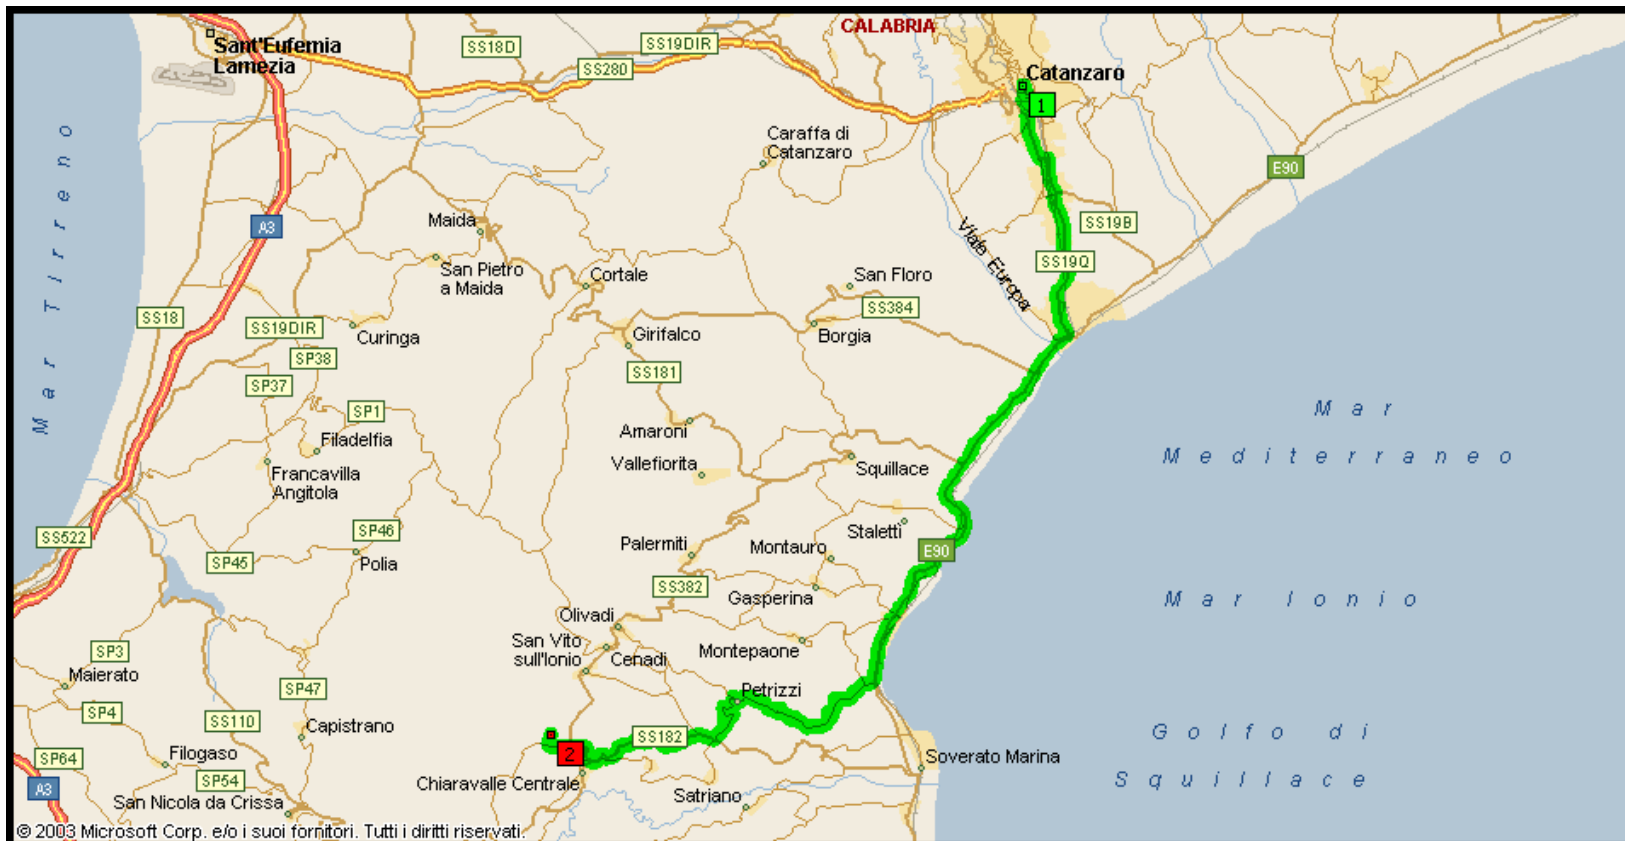 CALABRIA
Sant'Eufemia
Lamezia
SS18D
SS19DIR
SS280
Catanzaro
1
Caraffa di
Catanzaro
E90
Mar Tirreno
A3
Maida
San Pietro
a Maida
Cortale
San Floro
SS384
Viale Europa
SS19B
SS19Q
SS18
SS19DIR
Curinga
Girifalco
Borgia
SP38
SP37
SS181
SP1
Filadelfia
Amaroni
Mar
Mediterraneo
Francavilla
Angitola
Vallefiorita
Squillace
SS522
SP46
SP45
Polia
Palermiti
Montauro
Stalettì
E90
SS382
Gasperina
Mar Ionio
Olivadi
San Vito
sull'Ionio
Cenadi
Montepaone
SP3
Maierato
SP47
Petrizzi
SP4
SS110
Capistrano
SS182
Golfo di
Squillace
SP64
Filogaso
2
Soverato Marina
A3
SP54
Chiaravalle Centrale
San Nicola da Crissa
Satriano
© 2003 Microsoft Corp. e/o i suoi fornitori. Tutti i diritti riservati.